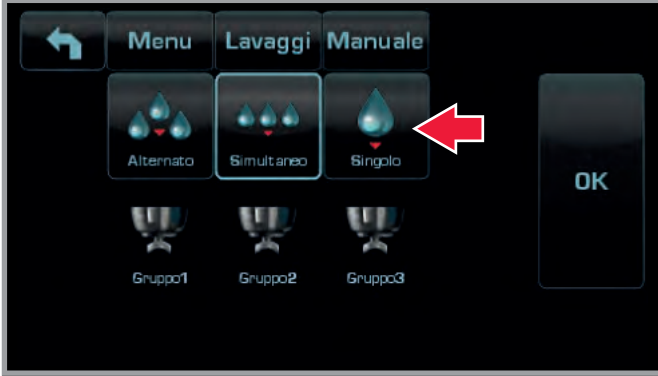 Menu Lavaggi Manuale
Alternato Simultaneo Singolo
OK
Gruppo1 Gruppo2 Gruppo3